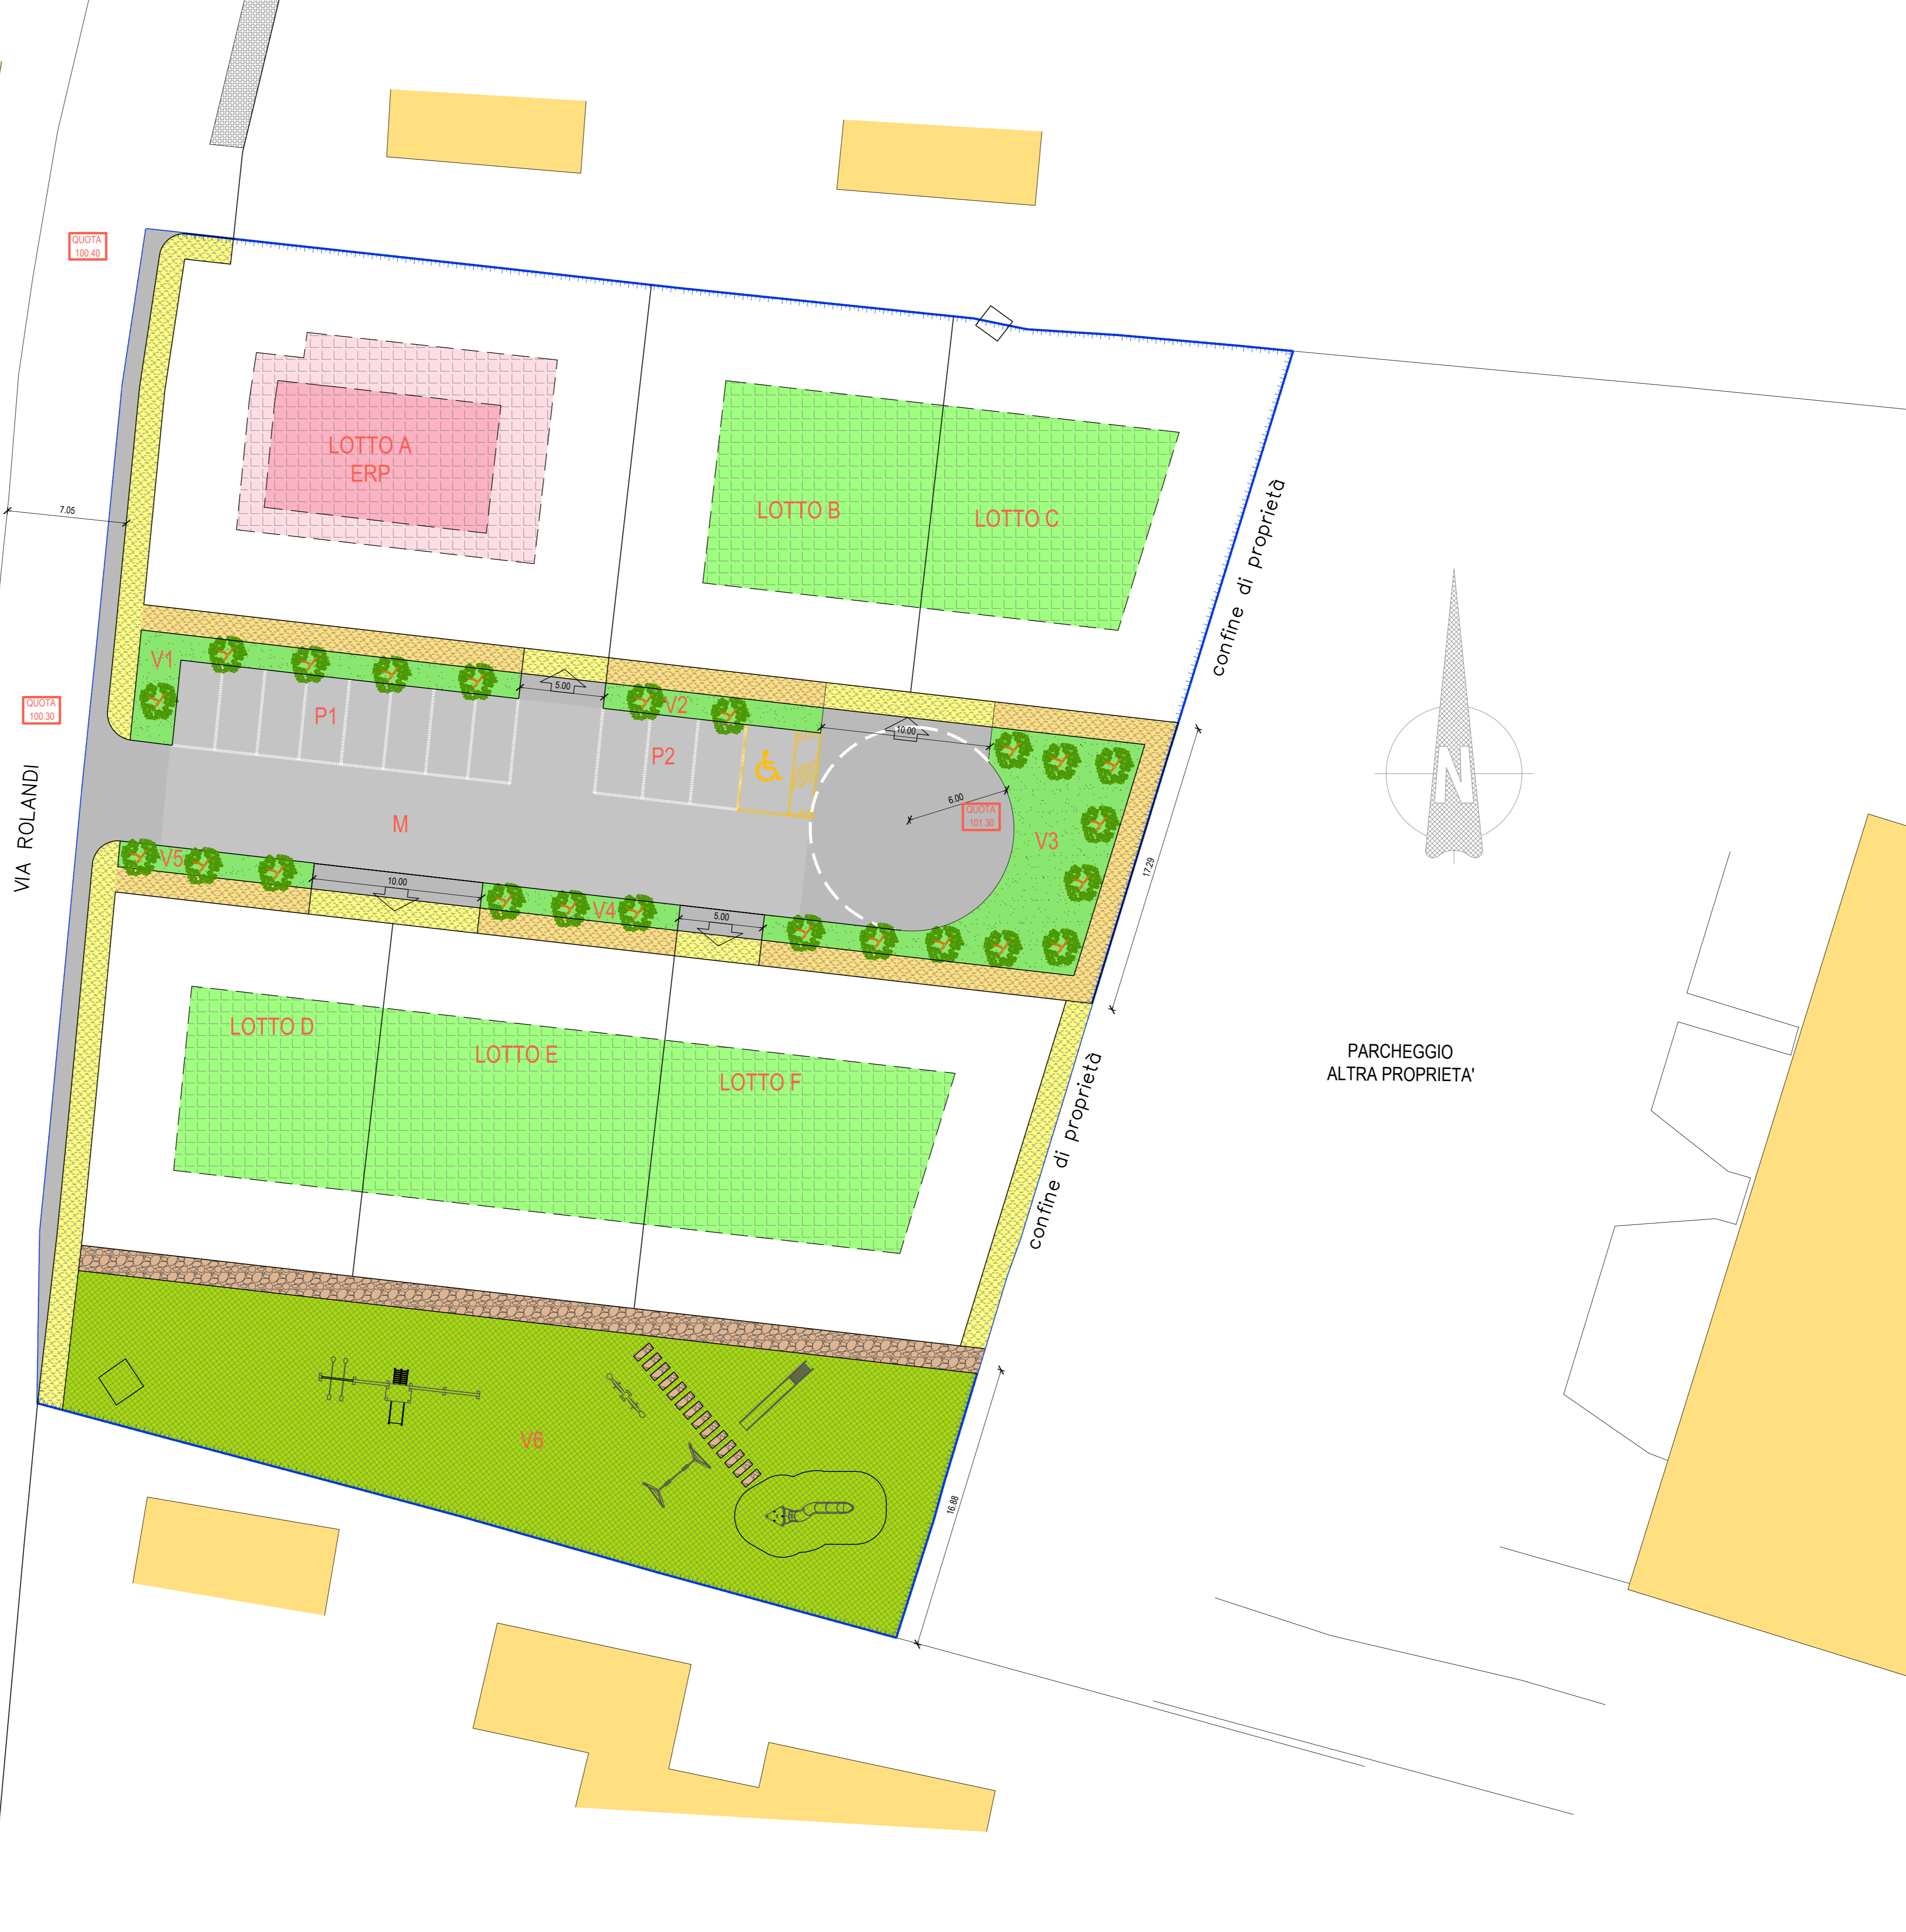 QUOTA
100.40
LOTTO A
ERP
LOTTO B
LOTTO C
7.05
confine di proprietà
V1
5.00
V2
P1
P2
10.00
QUOTA
100.30
N
6.00
QUOTA
101.30
M
V3
VIA ROLANDI
V5
10.00
V4
5.00
17.29
LOTTO D
LOTTO E
LOTTO F
confine di proprietà
PARCHEGGIO
ALTRA PROPRIETA'
V6
16.88